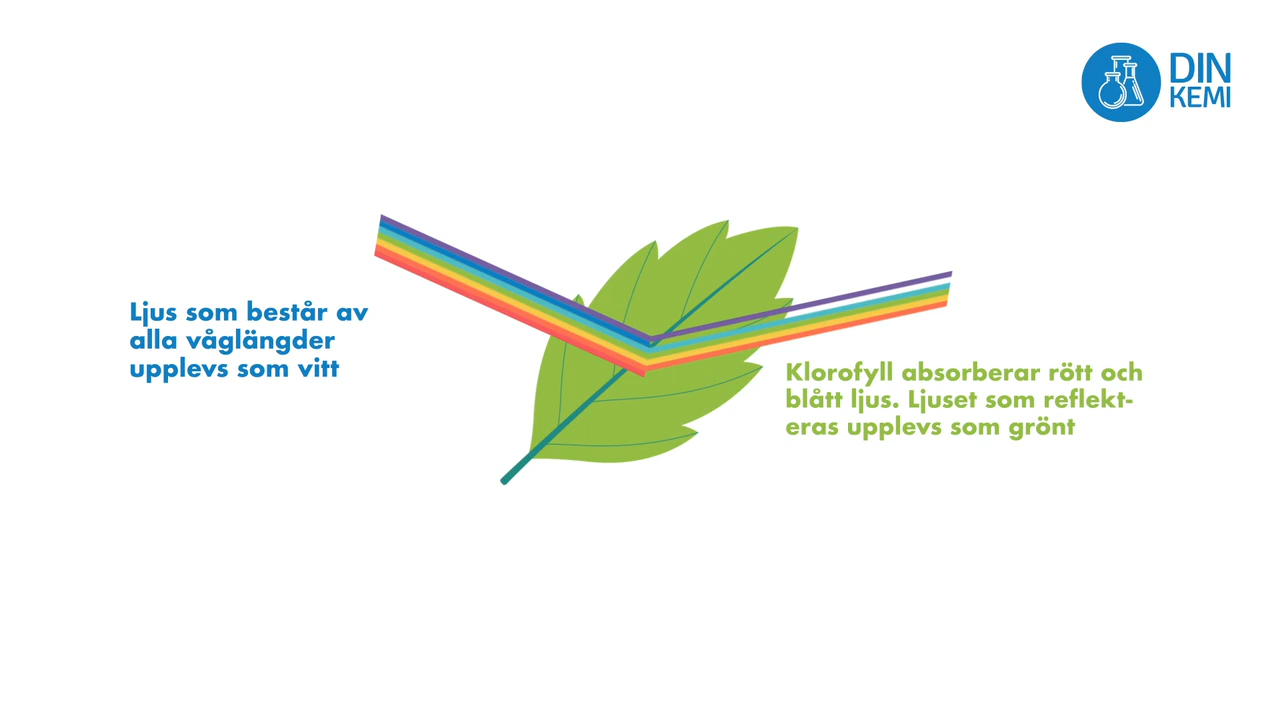 DIN
KEMI
Ljus som består av
alla våglängder
upplevs som vitt
Klorofyll absorberar rött och
blått ljus. Ljuset som reflekt-
eras upplevs som grönt